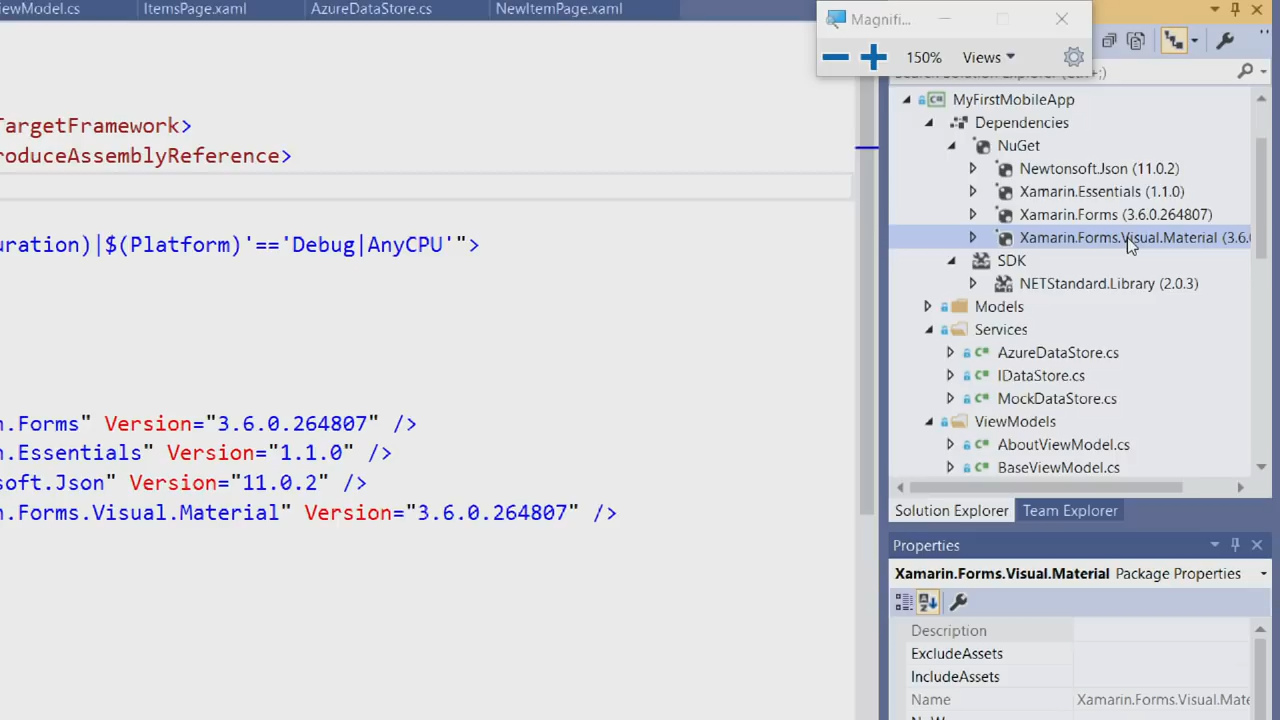 ewModel.cs
ItemsPage.xaml
AzureDataStore.cs
NewItemPage.xaml
Magnifi...
150%
Views
Search Solution Explorer (Ctrl+;)
TargetFramework>
roduceAssemblyReference>
uration)|$(Platform)'=='Debug|AnyCPU'">
n.Forms" Version="3.6.0.264807" />
n.Essentials" Version="1.1.0" />
soft.Json" Version="11.0.2" />
n.Forms.Visual.Material" Version="3.6.0.264807" />
MyFirstMobileApp
Dependencies
NuGet
Newtonsoft.Json (11.0.2)
Xamarin.Essentials (1.1.0)
Xamarin.Forms (3.6.0.264807)
Xamarin.Forms.Visual.Material (3.6.
SDK
NETStandard.Library (2.0.3)
Models
Services
AzureDataStore.cs
IDataStore.cs
MockDataStore.cs
ViewModels
AboutViewModel.cs
BaseViewModel.cs
Solution Explorer
Team Explorer
Properties
Xamarin.Forms.Visual.Material Package Properties
Description
ExcludeAssets
IncludeAssets
Name Xamarin.Forms.Visual.Mate